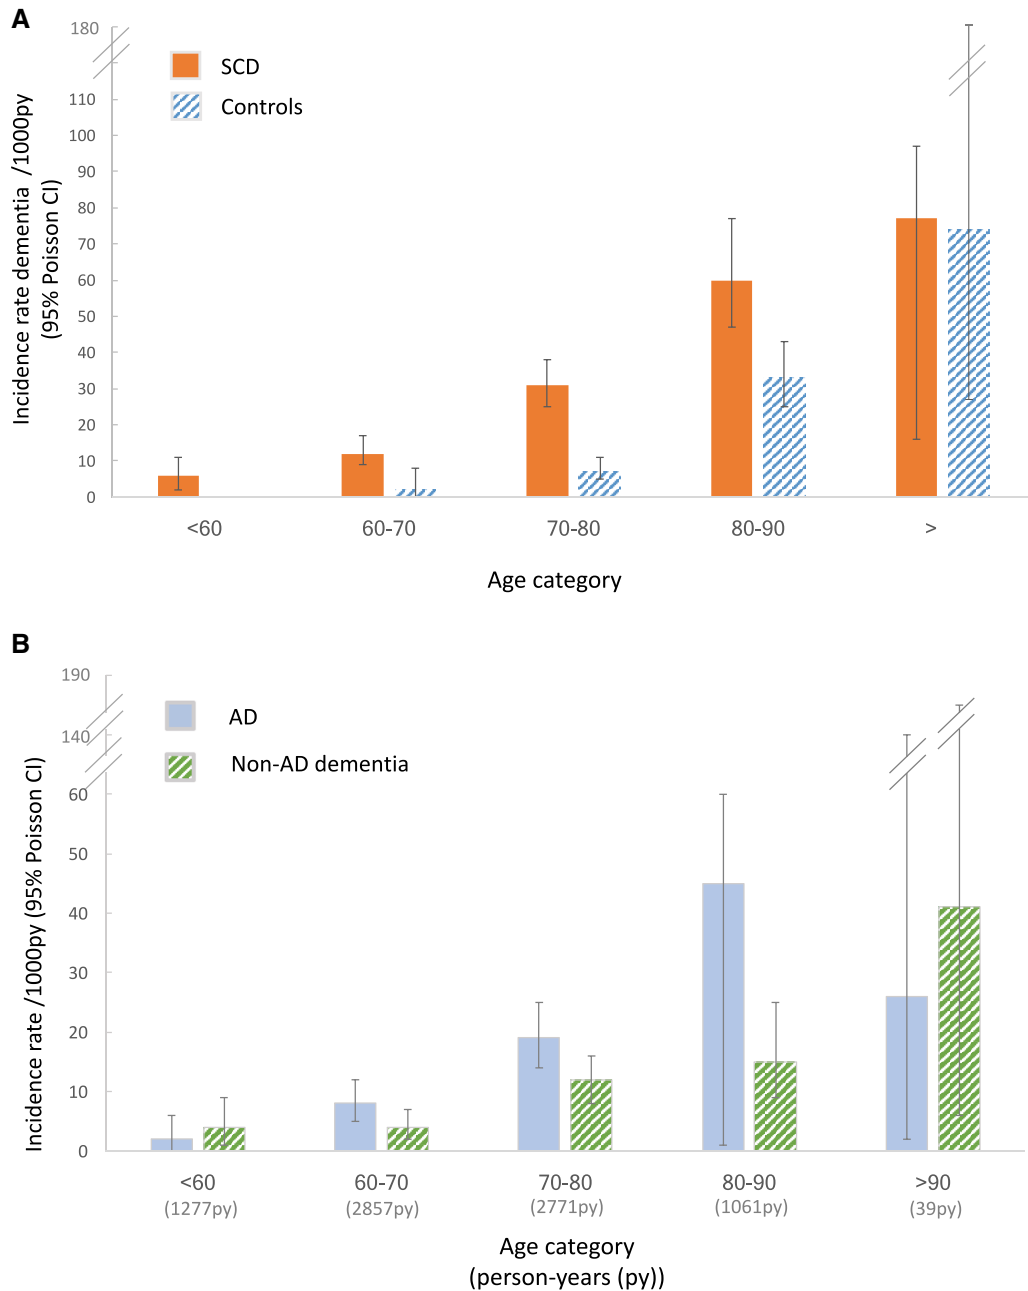 A
180
110
100
90
80
70
60
50
40
30
20
10
0
Incidence rate dementia /1000py
(95% Poisson CI)
SCD
Controls
<60 60-70 70-80 80-90 >
Age category
B
190
140
60
50
40
30
20
10
0
Incidence rate /1000py (95% Poisson CI)
AD
Non-AD dementia
<60 60-70 70-80 80-90 >90
(1277py) (2857py) (2771py) (1061py) (39py)
Age category
(person-years (py))